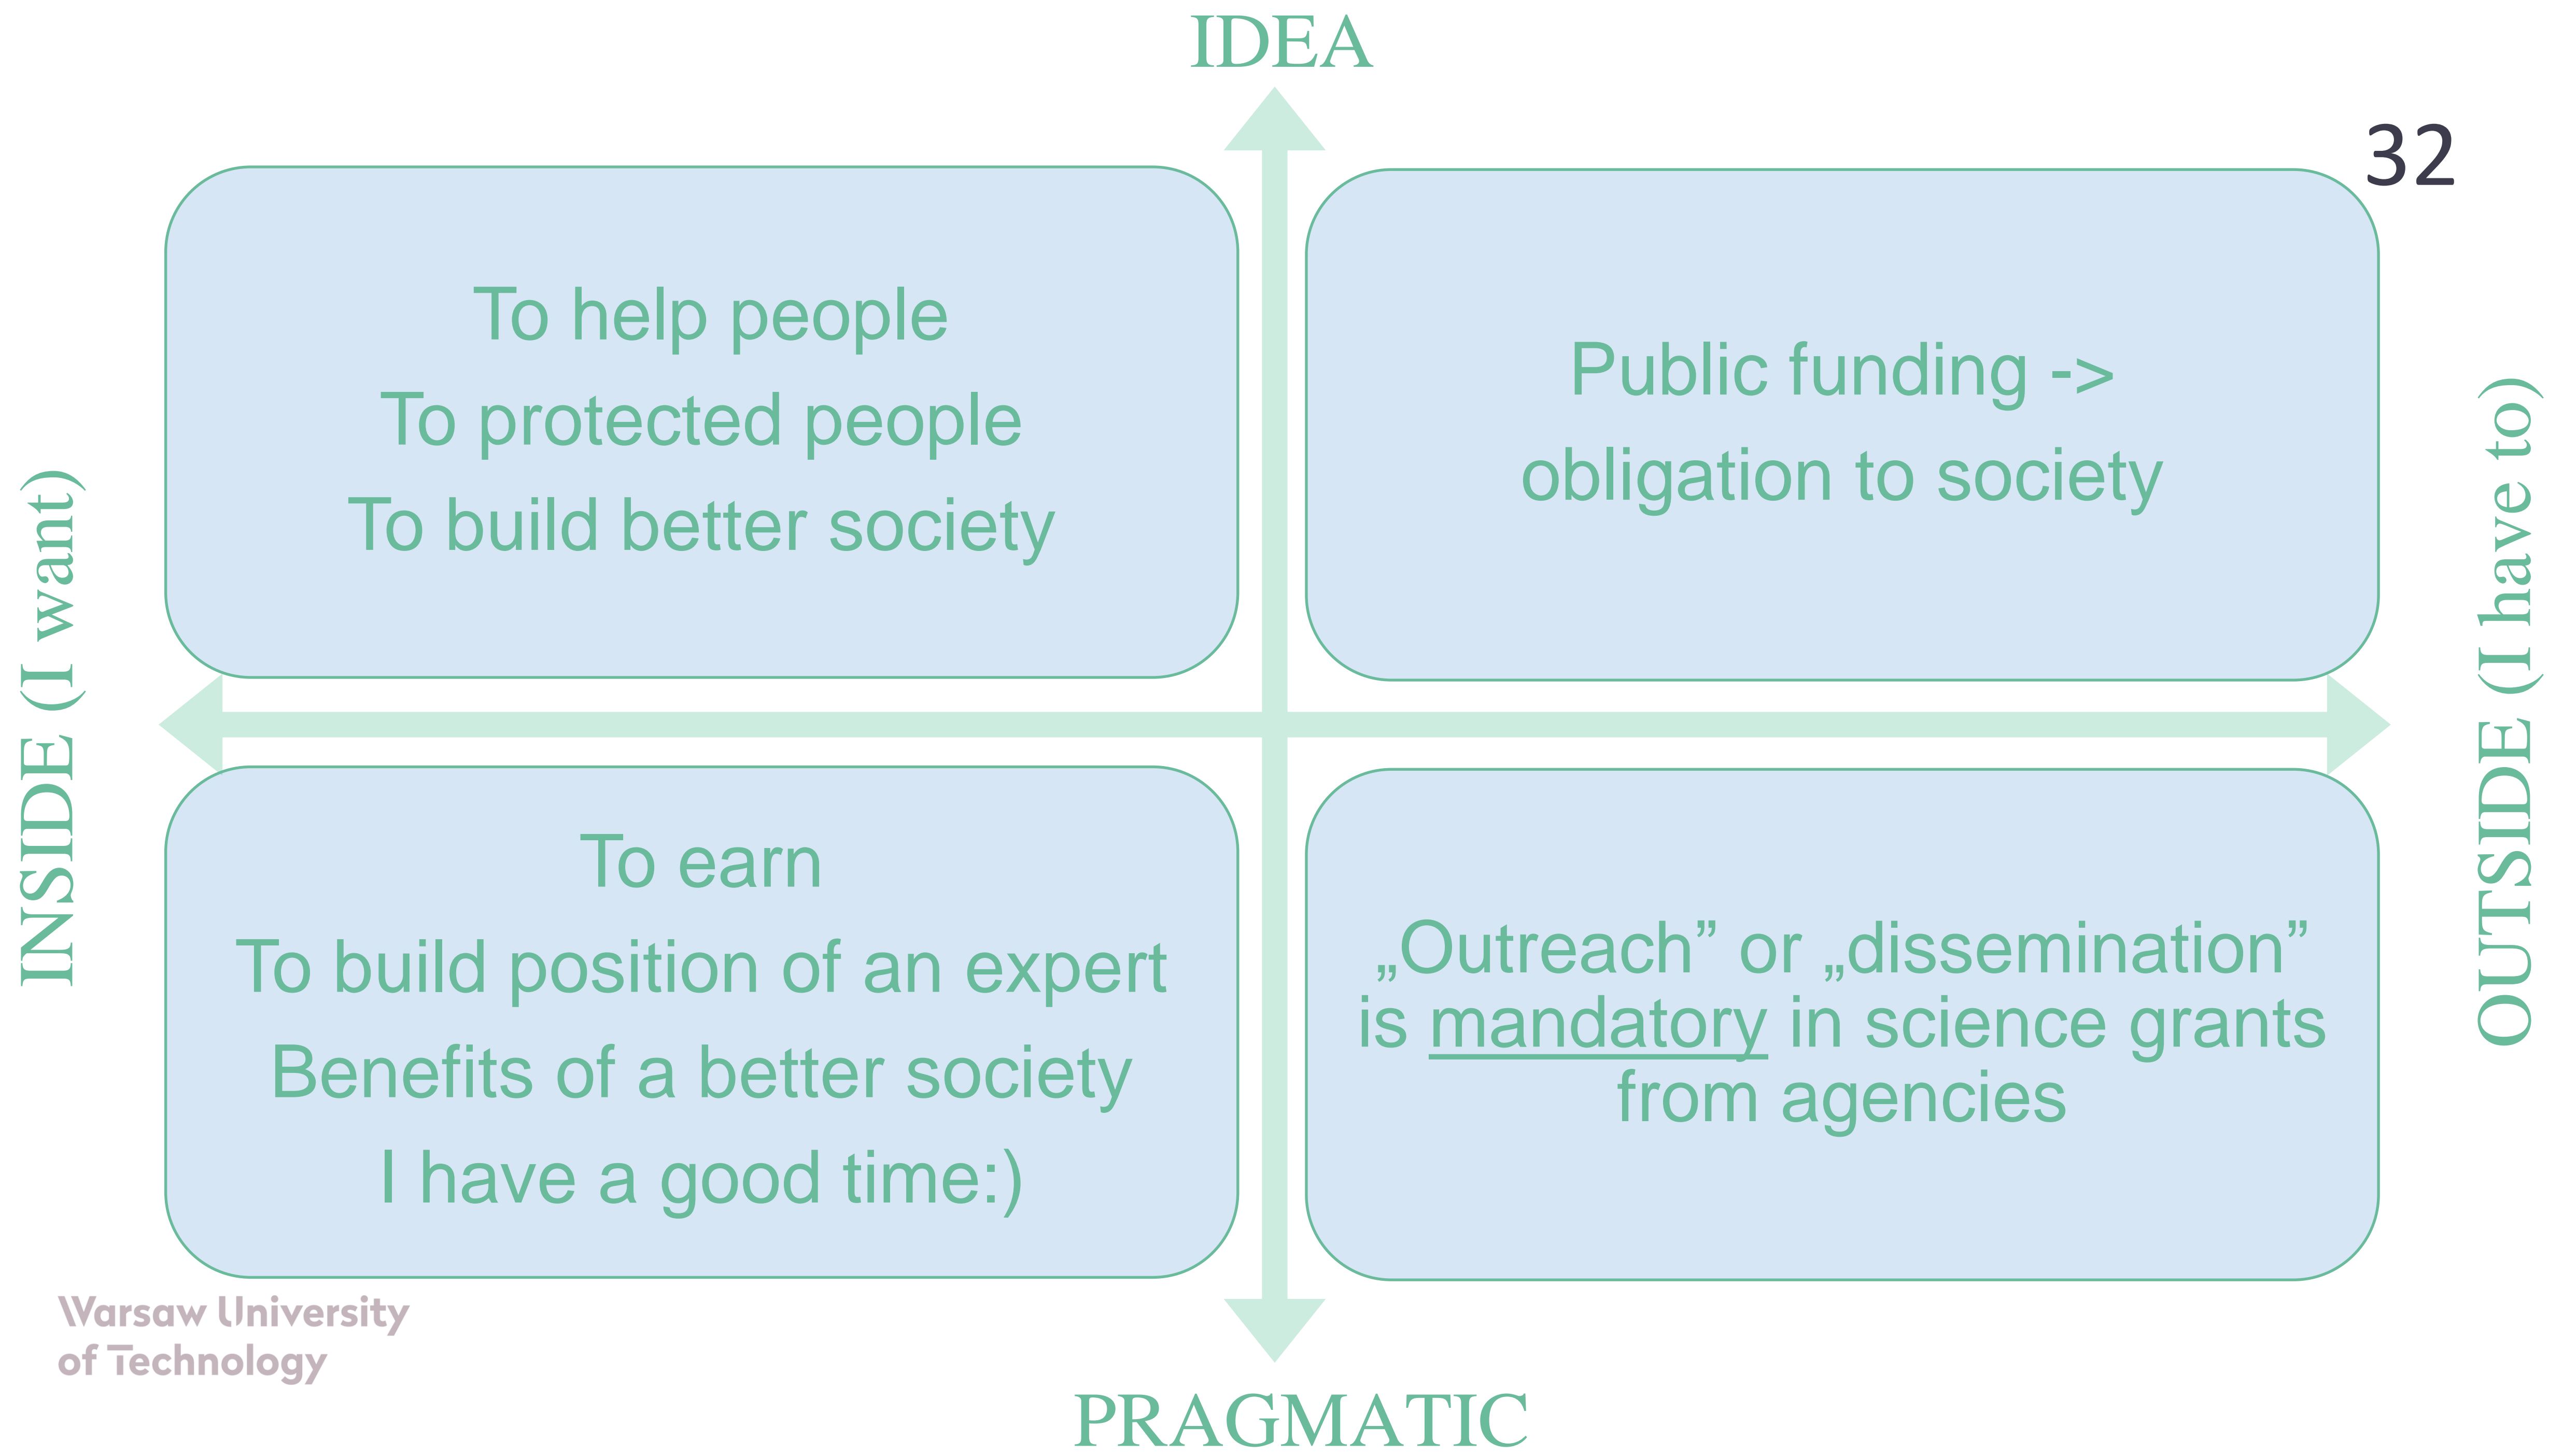 IDEA
32
To help people
To protected people
To build better society
Public funding ->
obligation to society
INSIDE (I want)
OUTSIDE (I have to)
To earn
To build position of an expert
Benefits of a better society
I have a good time:)
„Outreach” or „dissemination”
is mandatory in science grants
from agencies
Warsaw University
of Technology
PRAGMATIC